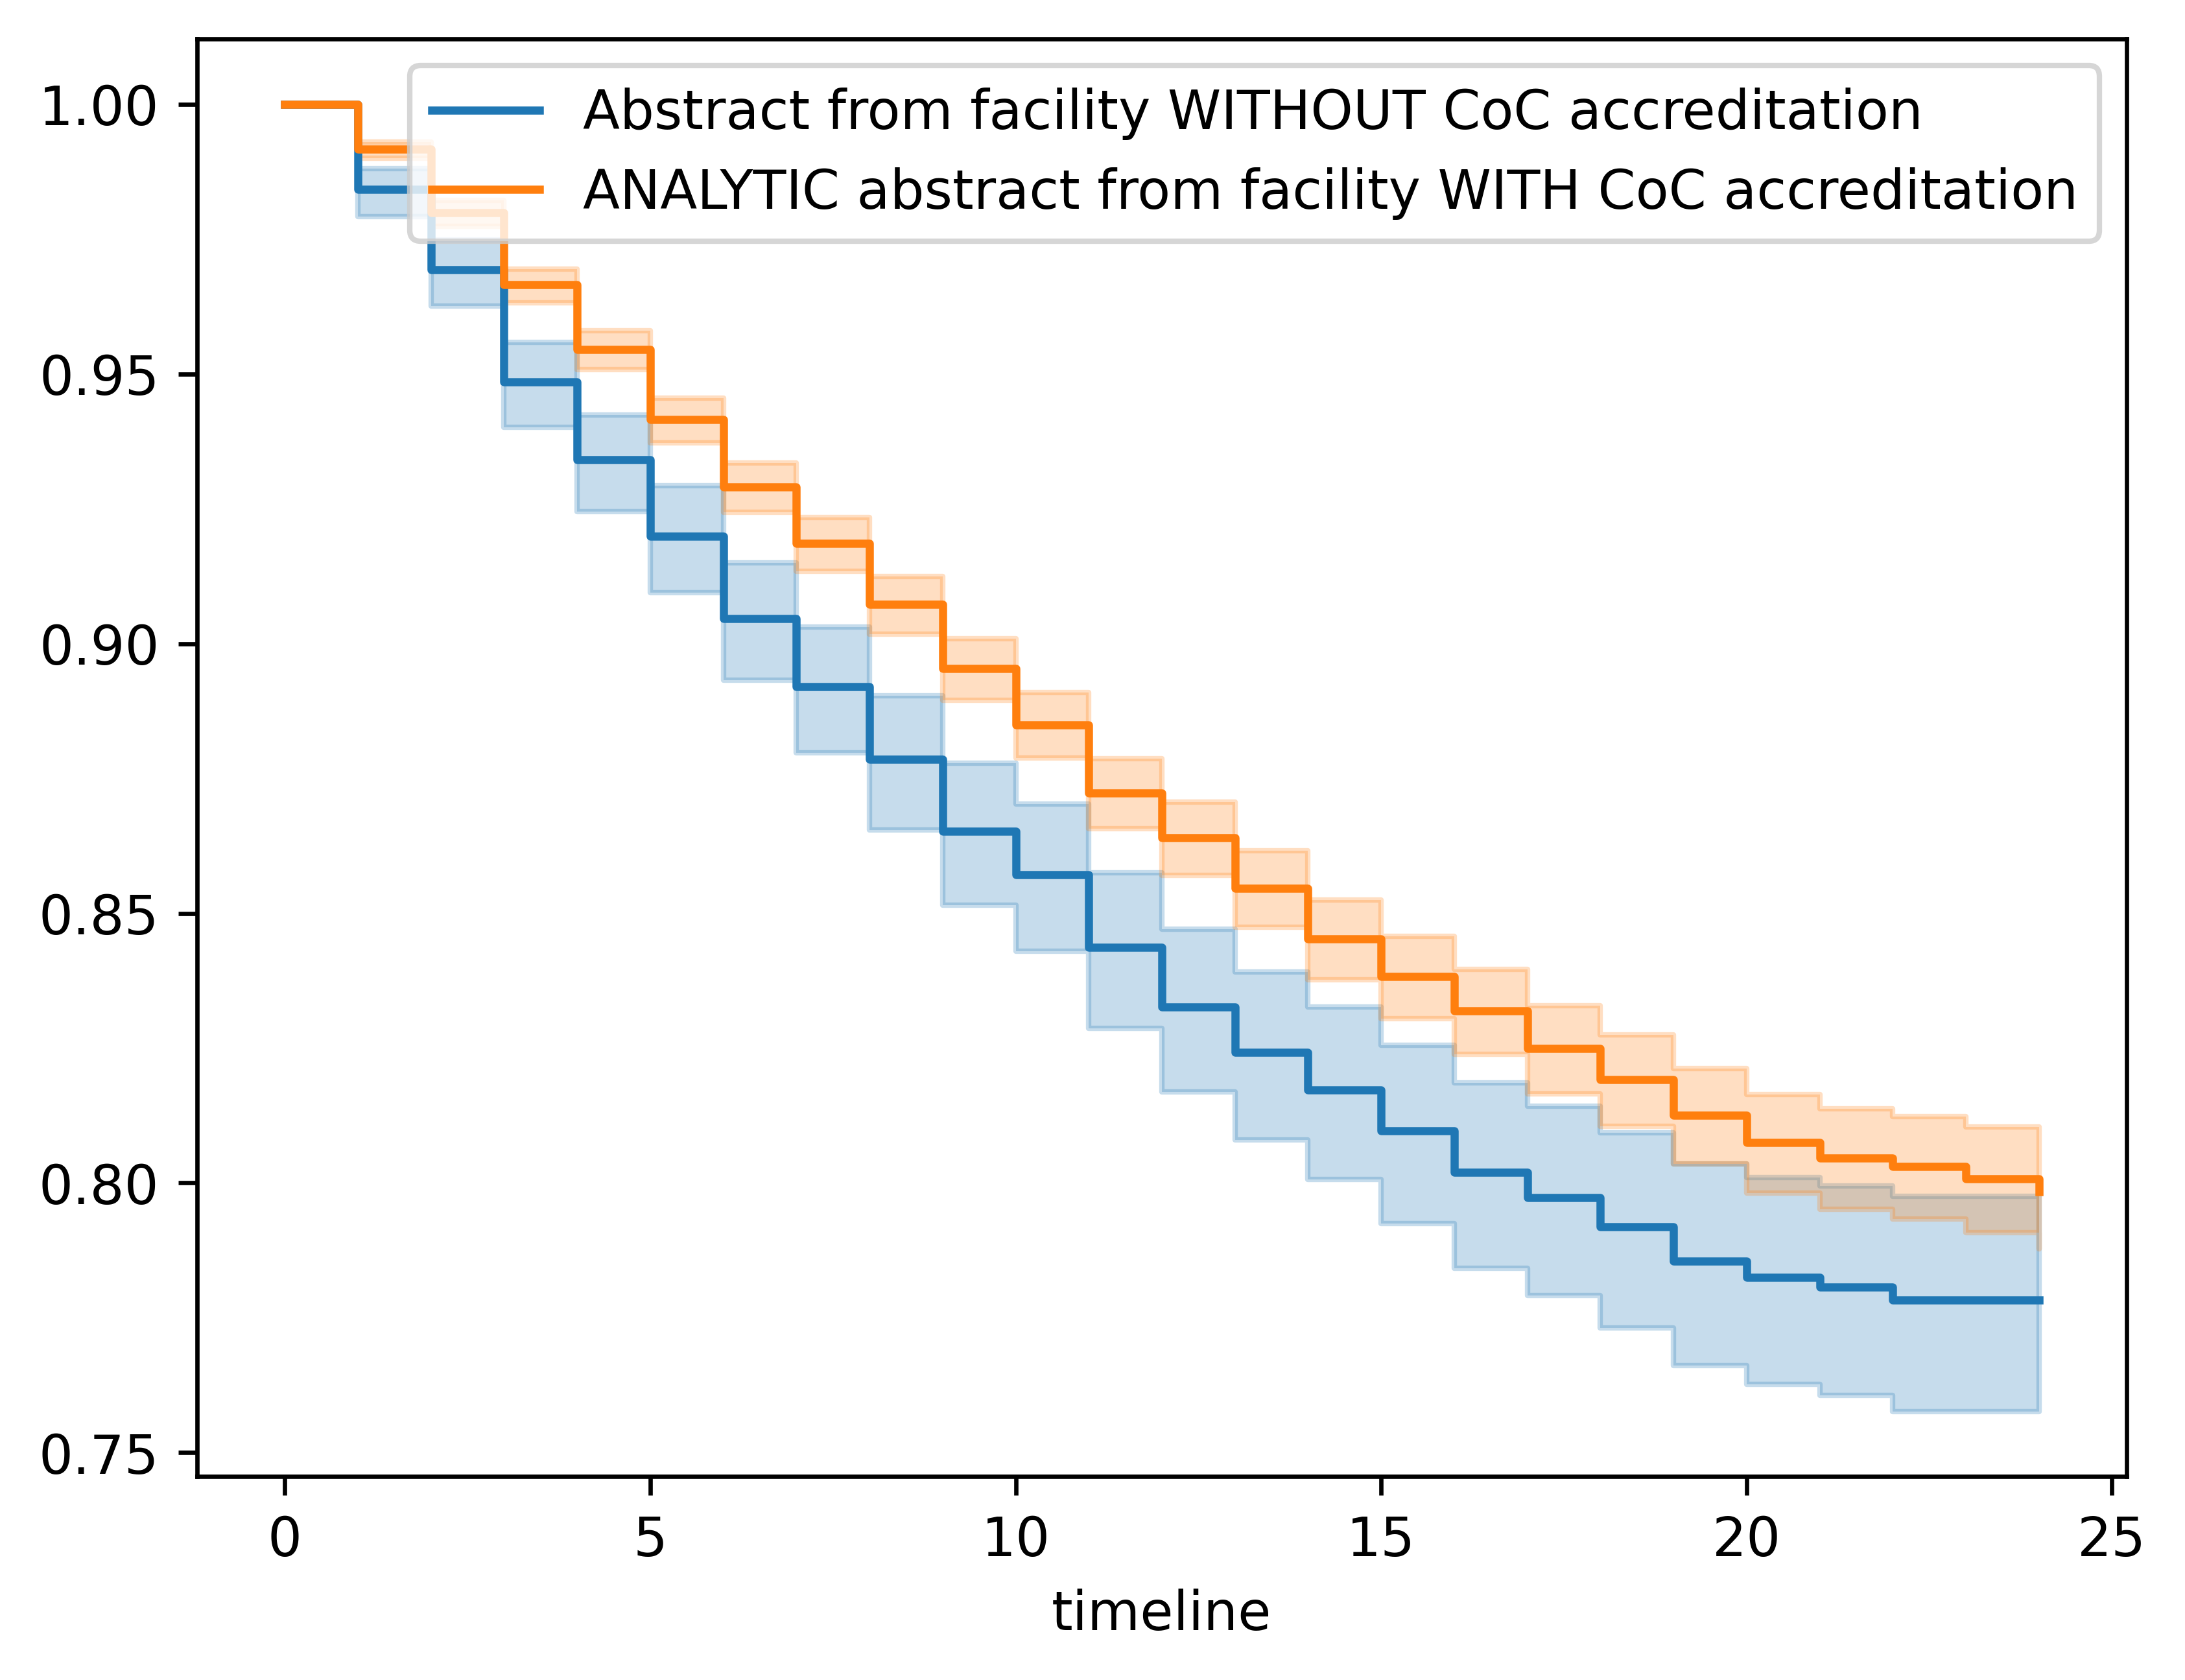 Abstract from facility WITHOUT CoC accreditation
ANALYTIC abstract from facility WITH CoC accreditation
1.00
0.95
0.90
0.85
0.80
0.75
0 5 10 15 20 25
timeline